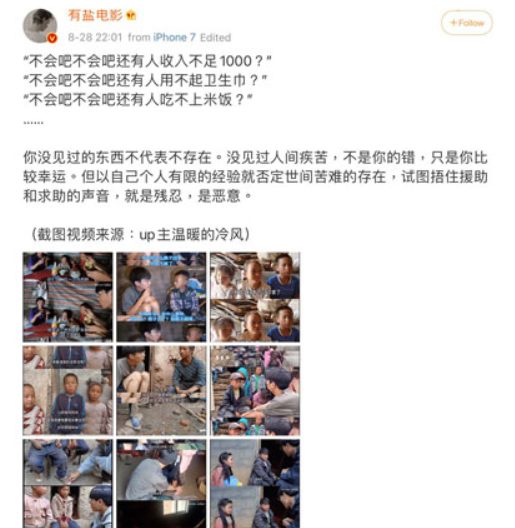 有盐电影
+Follow
8-28 22:01 from iPhone 7 Edited
“不会吧不会吧还有人收入不足1000？”
“不会吧不会吧还有人用不起卫生巾？”
“不会吧不会吧还有人吃不上米饭？”
......
你没见过的东西不代表不存在。没见过人间疾苦，不是你的错，只是你比
较幸运。但以自己个人有限的经验就否定世间苦难的存在，试图捂住援助
和求助的声音，就是残忍，是恶意。
（截图视频来源：up主温暖的冷风）